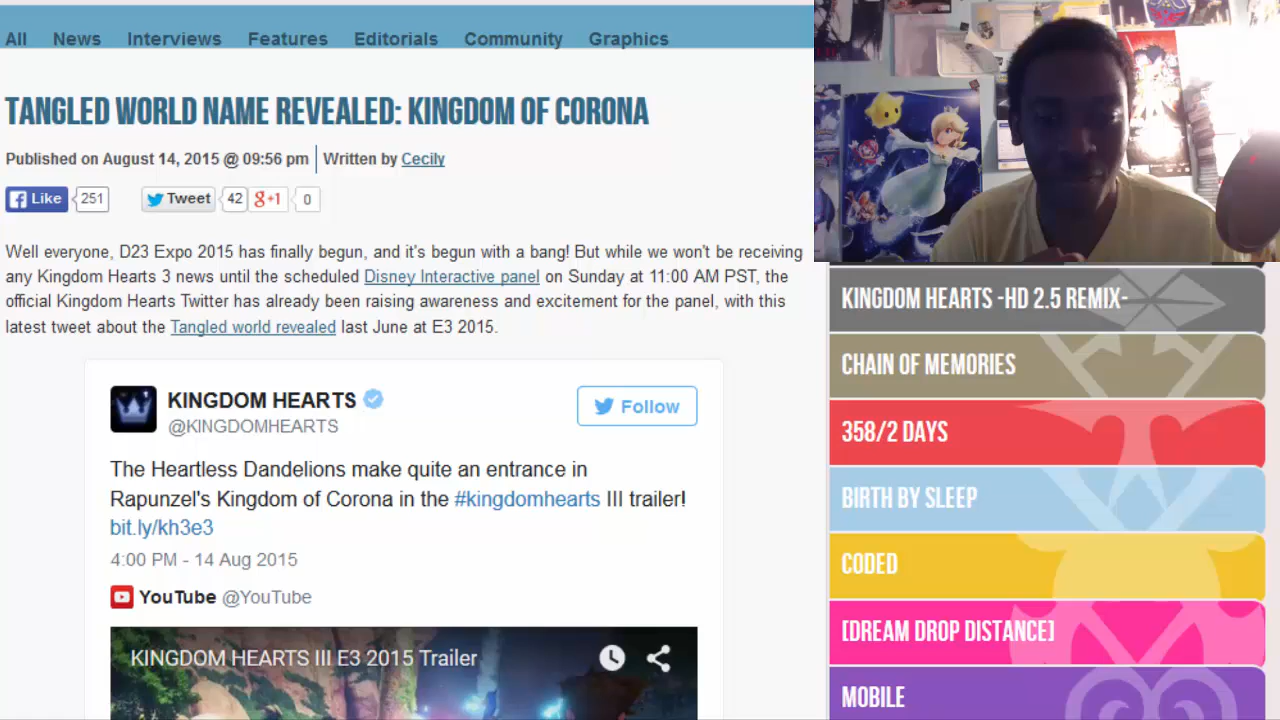 All News Interviews Features Editorials Community Graphics
TANGLED WORLD NAME REVEALED: KINGDOM OF CORONA
Published on August 14, 2015 @ 09:56 pm Written by Cecily
Like 251 Tweet 42 g+1 0
Well everyone, D23 Expo 2015 has finally begun, and it's begun with a bang! But while we won't be receiving
any Kingdom Hearts 3 news until the scheduled Disney Interactive panel on Sunday at 11:00 AM PST, the
official Kingdom Hearts Twitter has already been raising awareness and excitement for the panel, with this
latest tweet about the Tangled world revealed last June at E3 2015.
KINGDOM HEARTS
@KINGDOMHEARTS
Follow
The Heartless Dandelions make quite an entrance in
Rapunzel's Kingdom of Corona in the #kingdomhearts III trailer!
bit.ly/kh3e3
4:00 PM - 14 Aug 2015
YouTube @YouTube
KINGDOM HEARTS III E3 2015 Trailer
KINGDOM HEARTS -HD 2.5 REMIX-
CHAIN OF MEMORIES
358/2 DAYS
BIRTH BY SLEEP
CODED
[DREAM DROP DISTANCE]
MOBILE